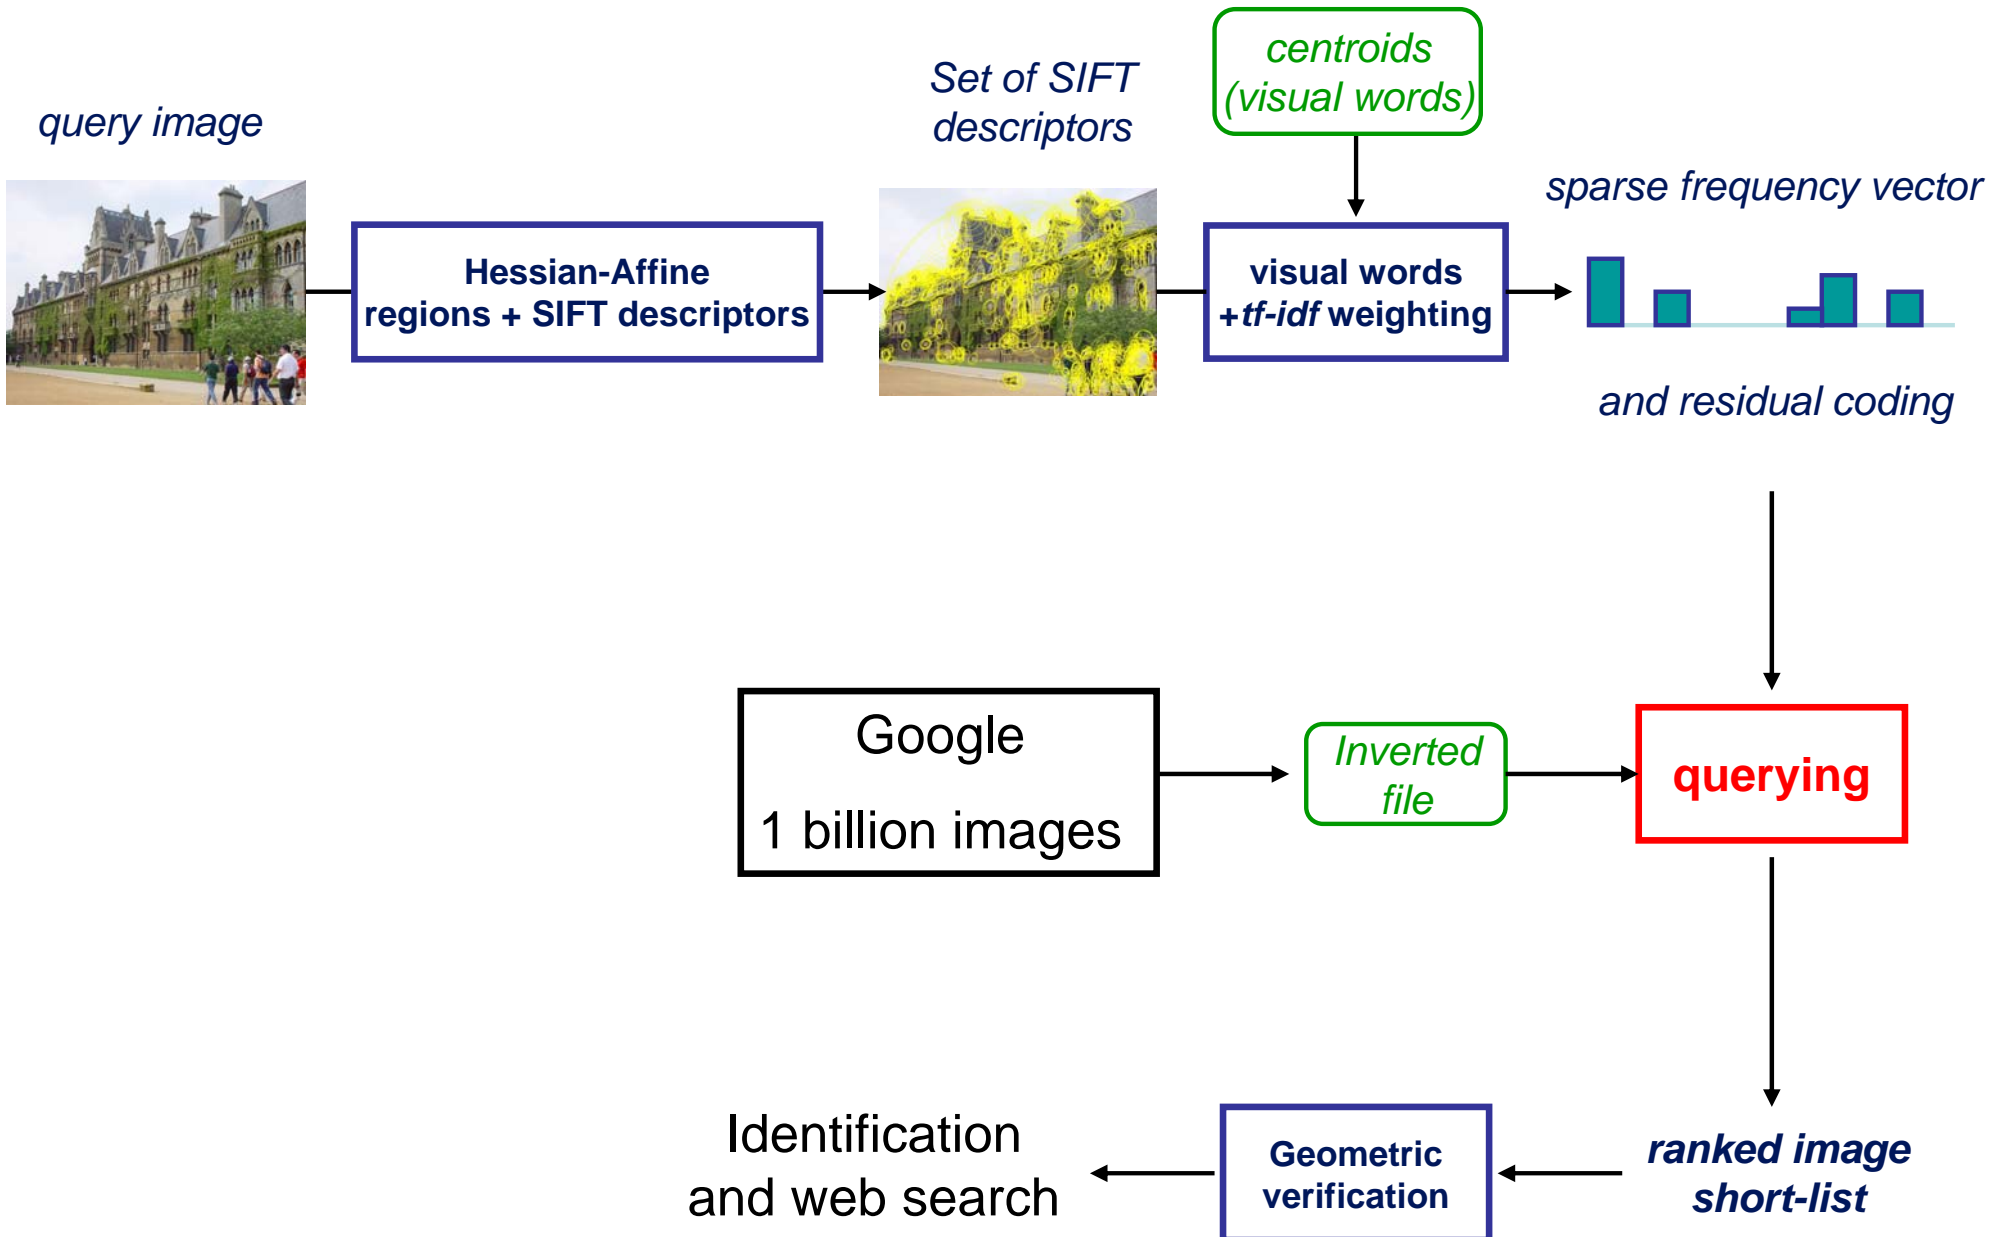 query image
Set of SIFT
descriptors
centroids
(visual words)
sparse frequency vector
Hessian-Affine
regions + SIFT descriptors
visual words
+tf-idf weighting
and residual coding
Google
1 billion images
Inverted
file
querying
Identification
and web search
Geometric
verification
ranked image
short-list